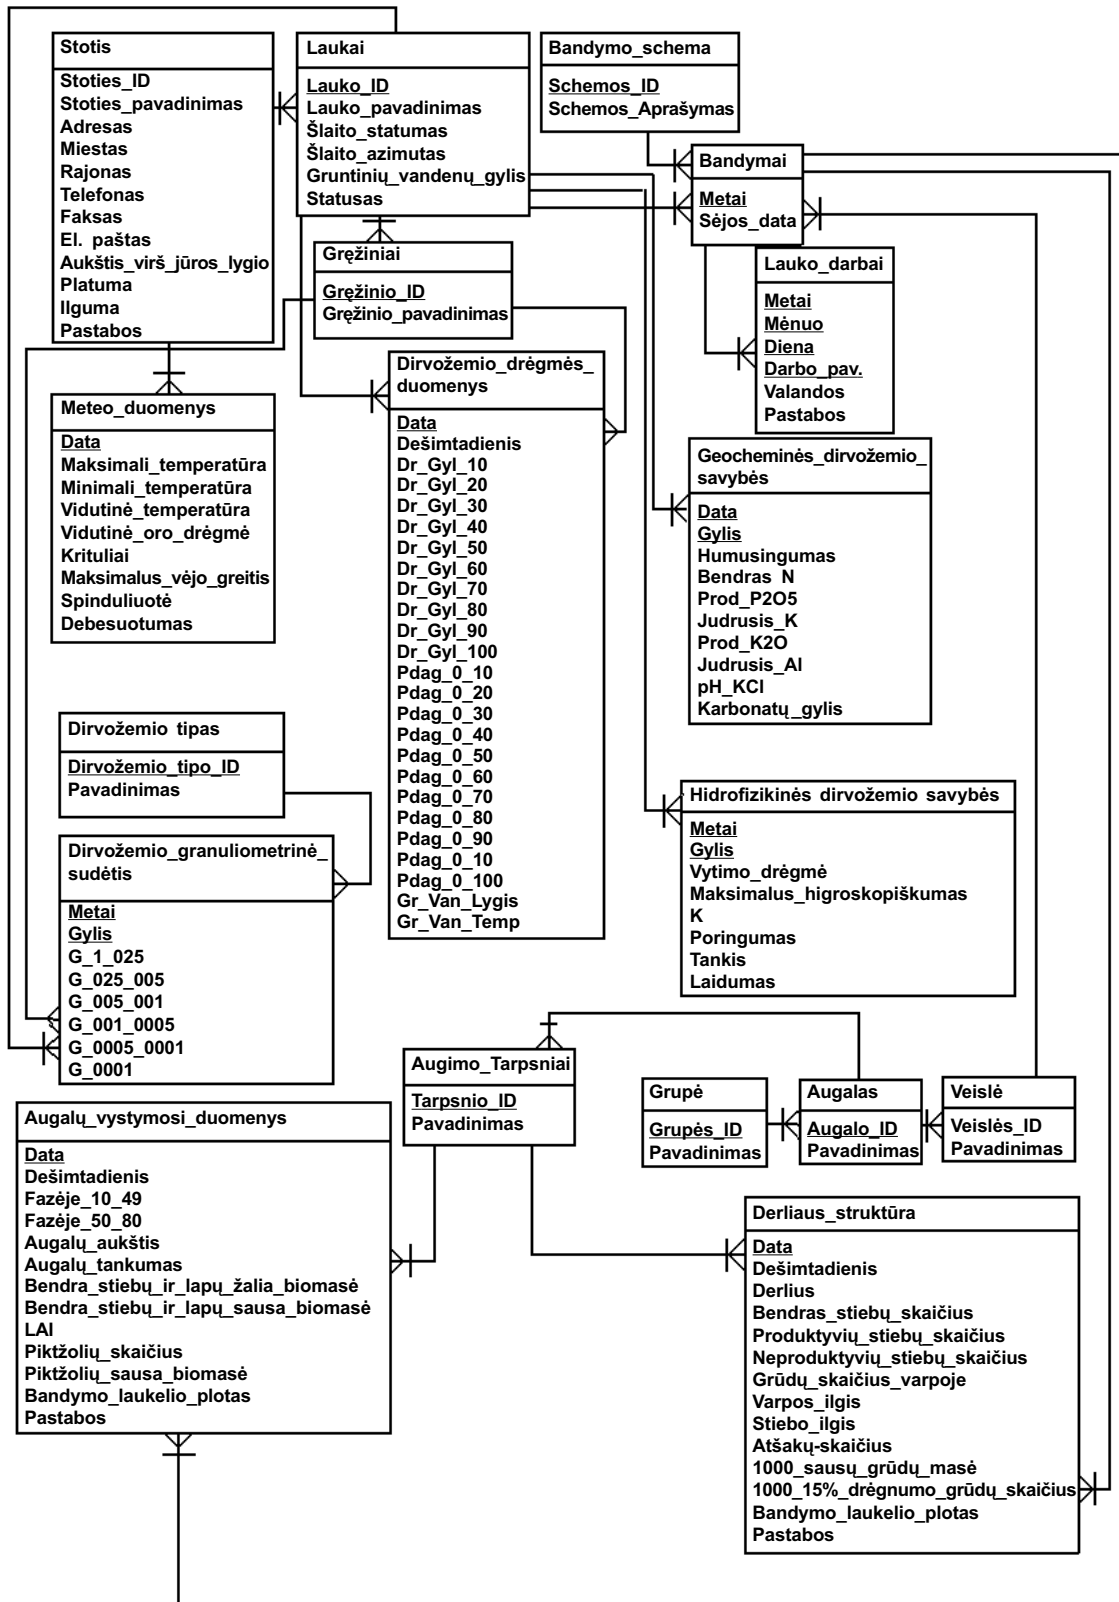 Stotis
Stoties_ID
Stoties_pavadinimas
Adresas
Miestas
Rajonas
Telefonas
Faksas
El. paštas
Aukštis_virš_jūros_lygio
Platuma
Ilguma
Pastabos
Laukai
Lauko_ID
Lauko_pavadinimas
Šlaito_statumas
Šlaito_azimutas
Gruntinių_vandenų_gylis
Statusas
Bandymo_schema
Schemos_ID
Schemos_Aprašymas
Bandymai
Metai
Sėjos_data
Gręžiniai
Gręžinio_ID
Gręžinio_pavadinimas
Lauko_darbai
Metai
Mėnuo
Diena
Darbo_pav.
Valandos
Pastabos
Meteo_duomenys
Data
Maksimali_temperatūra
Minimali_temperatūra
Vidutinė_temperatūra
Vidutinė_oro_drėgmė
Krituliai
Maksimalus_vėjo_greitis
Spinduliuotė
Debesuotumas
Dirvožemio_drėgmės_
duomenys
Data
Dešimtadienis
Dr_Gyl_10
Dr_Gyl_20
Dr_Gyl_30
Dr_Gyl_40
Dr_Gyl_50
Dr_Gyl_60
Dr_Gyl_70
Dr_Gyl_80
Dr_Gyl_90
Dr_Gyl_100
Pdag_0_10
Pdag_0_20
Pdag_0_30
Pdag_0_40
Pdag_0_50
Pdag_0_60
Pdag_0_70
Pdag_0_80
Pdag_0_90
Pdag_0_10
Pdag_0_100
Gr_Van_Lygis
Gr_Van_Temp
Geocheminės_dirvožemio_
savybės
Data
Gylis
Humusingumas
Bendras N
Prod_P2O5
Judrusis_K
Prod_K2O
Judrusis_Al
pH_KCl
Karbonatų_gylis
Dirvožemio tipas
Dirvožemio_tipo_ID
Pavadinimas
Dirvožemio_granuliometrinė_
sudėtis
Metai
Gylis
G_1_025
G_025_005
G_005_001
G_001_0005
G_0005_0001
G_0001
Hidrofizikinės dirvožemio savybės
Metai
Gylis
Vytimo_drėgmė
Maksimalus_higroskopiškumas
K
Poringumas
Tankis
Laidumas
Augimo_Tarpsniai
Tarpsnio_ID
Pavadinimas
Grupė
Grupės_ID
Pavadinimas
Augalas
Augalo_ID
Pavadinimas
Veislė
Veislės_ID
Pavadinimas
Augalų_vystymosi_duomenys
Data
Dešimtadienis
Fazėje_10_49
Fazėje_50_80
Augalų_aukštis
Augalų_tankumas
Bendra_stiebų_ir_lapų_žalia_biomasė
Bendra_stiebų_ir_lapų_sausa_biomasė
LAI
Piktžolių_skaičius
Piktžolių_sausa_biomasė
Bandymo_laukelio_plotas
Pastabos
Derliaus_struktūra
Data
Dešimtadienis
Derlius
Bendras_stiebų_skaičius
Produktyvių_stiebų_skaičius
Neproduktyvių_stiebų_skaičius
Grūdų_skaičius_varpoje
Varpos_ilgis
Stiebo_ilgis
Atšakų-skaičius
1000_sausų_grūdų_masė
1000_15%_drėgnumo_grūdų_skaičius
Bandymo_laukelio_plotas
Pastabos